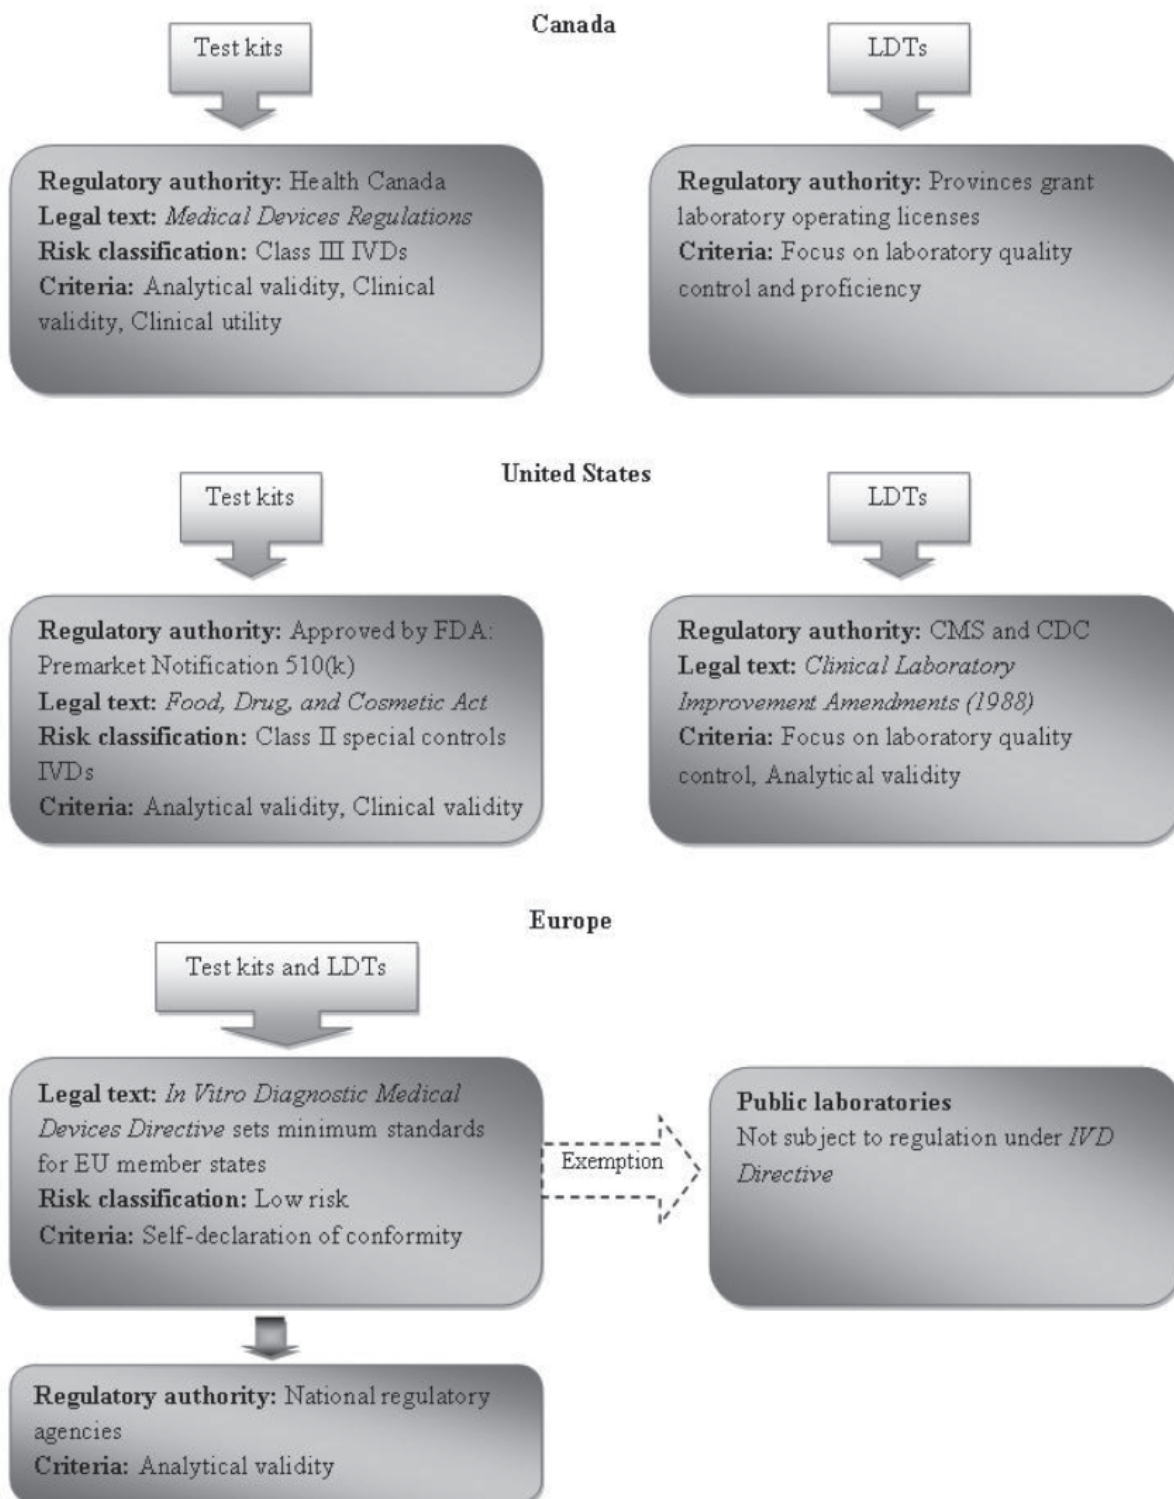 Canada
Test kits
LDTs
Regulatory authority: Health Canada
Legal text: Medical Devices Regulations
Risk classification: Class III IVDs
Criteria: Analytical validity, Clinical
validity, Clinical utility
Regulatory authority: Provinces grant
laboratory operating licenses
Criteria: Focus on laboratory quality
control and proficiency
United States
Test kits
LDTs
Regulatory authority: Approved by FDA:
Premarket Notification 510(k)
Legal text: Food, Drug, and Cosmetic Act
Risk classification: Class II special controls
IVDs
Criteria: Analytical validity, Clinical validity
Regulatory authority: CMS and CDC
Legal text: Clinical Laboratory
Improvement Amendments (1988)
Criteria: Focus on laboratory quality
control, Analytical validity
Europe
Test kits and LDTs
Legal text: In Vitro Diagnostic Medical
Devices Directive sets minimum standards
for EU member states
Risk classification: Low risk
Criteria: Self-declaration of conformity
Exemption
Public laboratories
Not subject to regulation under IVD
Directive
Regulatory authority: National regulatory
agencies
Criteria: Analytical validity